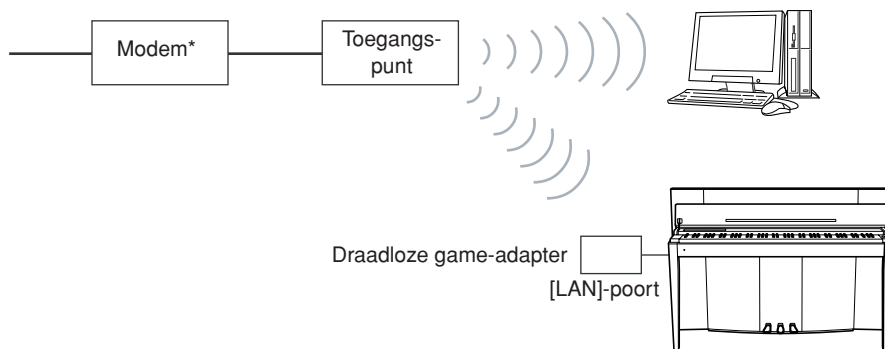 Modem*
Toegangs-
punt
Draadloze game-adapter
[LAN]-poort